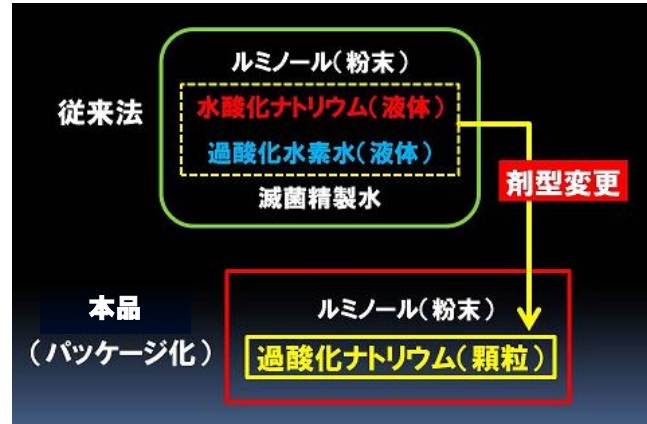 ルミノール(粉末)
従来法
水酸化ナトリウム(液体)
過酸化水素水(液体)
滅菌精製水
剤型変更
本品
(パッケージ化)
ルミノール(粉末)
過酸化ナトリウム(顆粒)